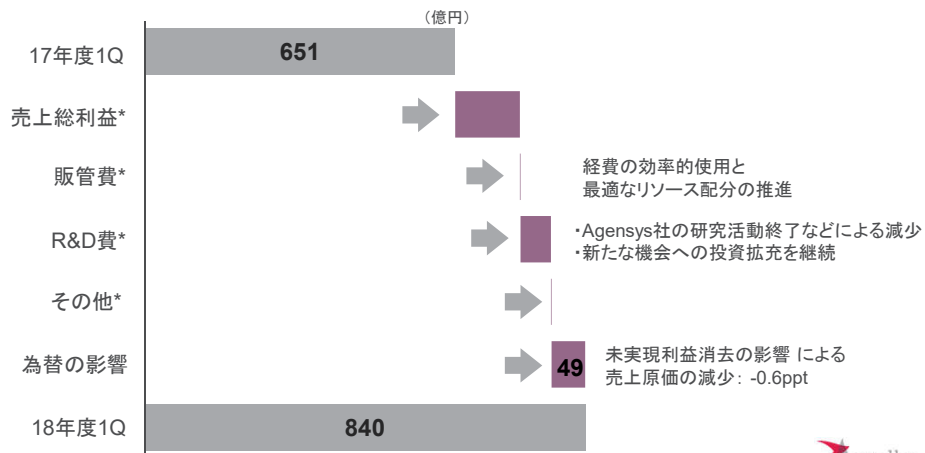 （億円）
17年度1Q
651
売上総利益*
販管費*
経費の効率的使用と
最適なリソース配分の推進
R&D費*
・Agensys社の研究活動終了などによる減少
・新たな機会への投資拡充を継続
その他*
為替の影響
49
未実現利益消去の影響 による
売上原価の減少： -0.6ppt
18年度1Q
840